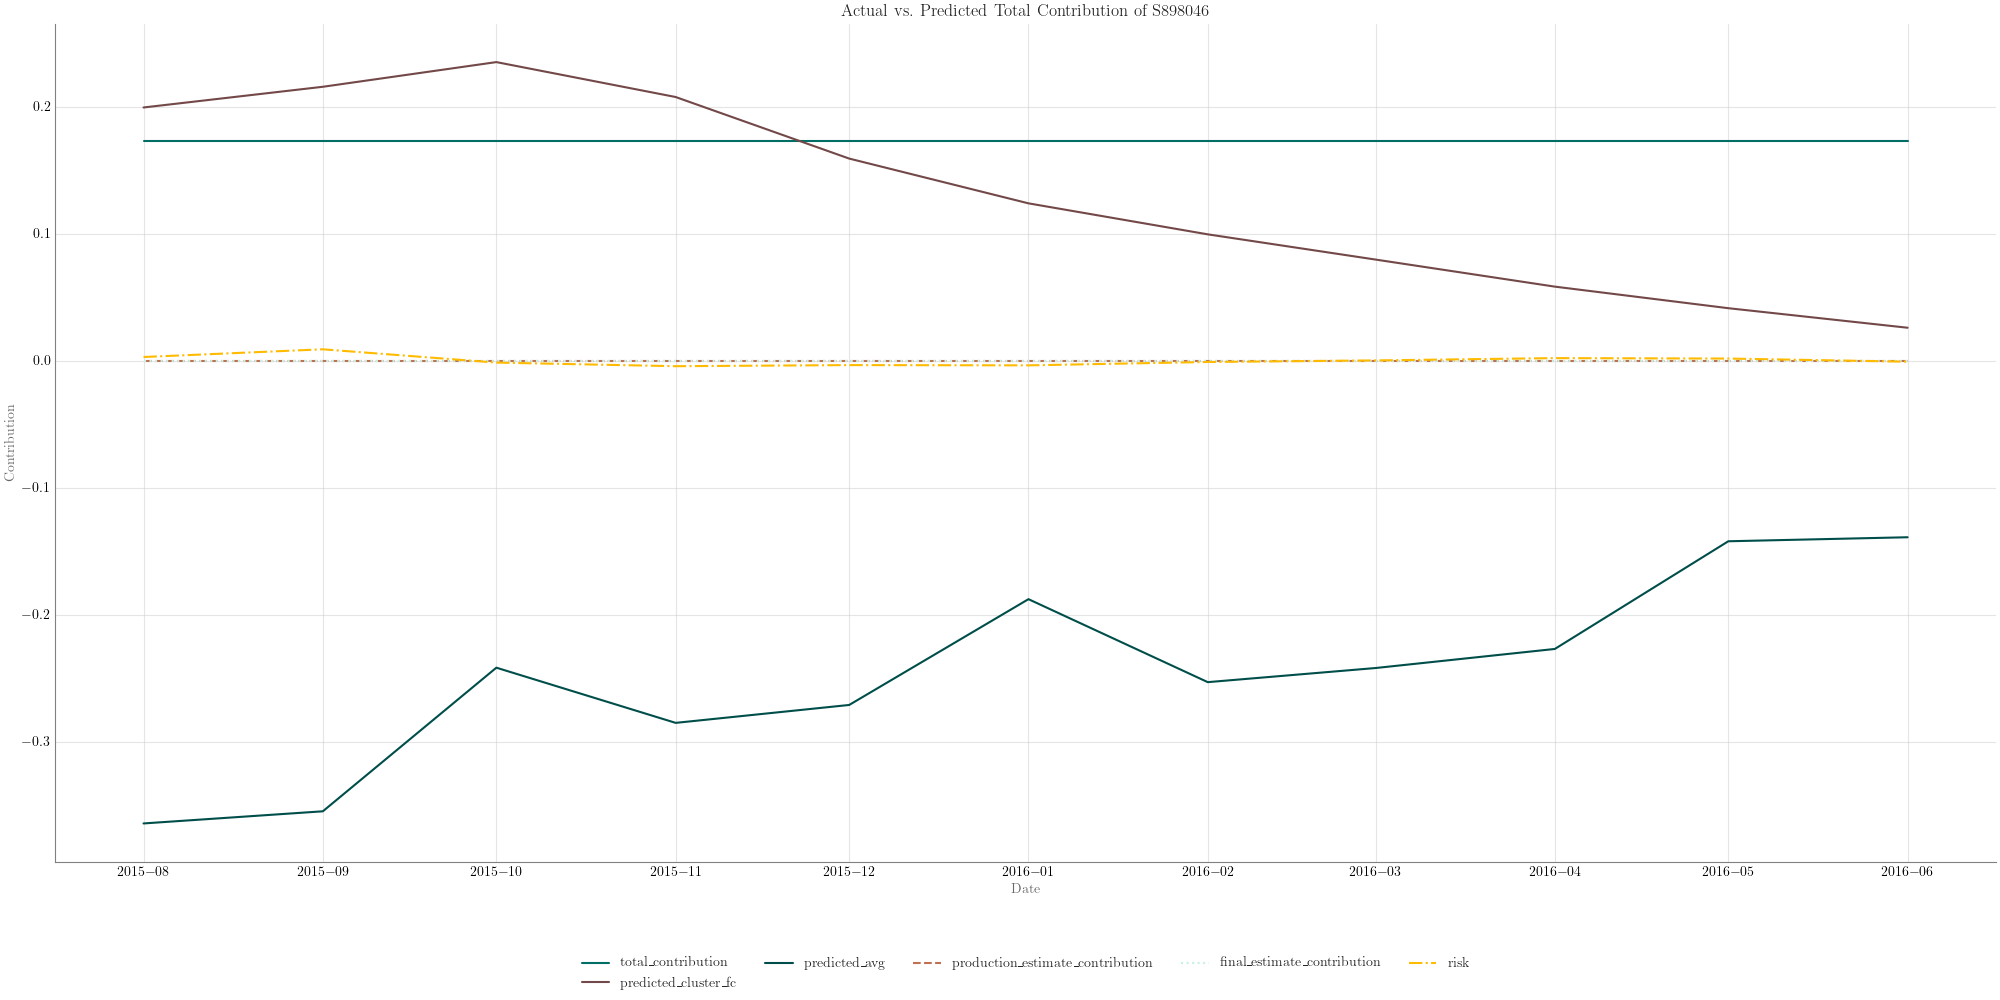 Actual vs. Predicted Total Contribution of S898046
Contribution
0.2
0.1
0.0
−0.1
−0.2
−0.3
2015−08 2015−09 2015−10 2015−11 2015−12 2016−01 2016−02 2016−03 2016−04 2016−05 2016−06
Date
total_contribution predicted_avg production_estimate_contribution final_estimate_contribution risk
predicted_cluster_fc